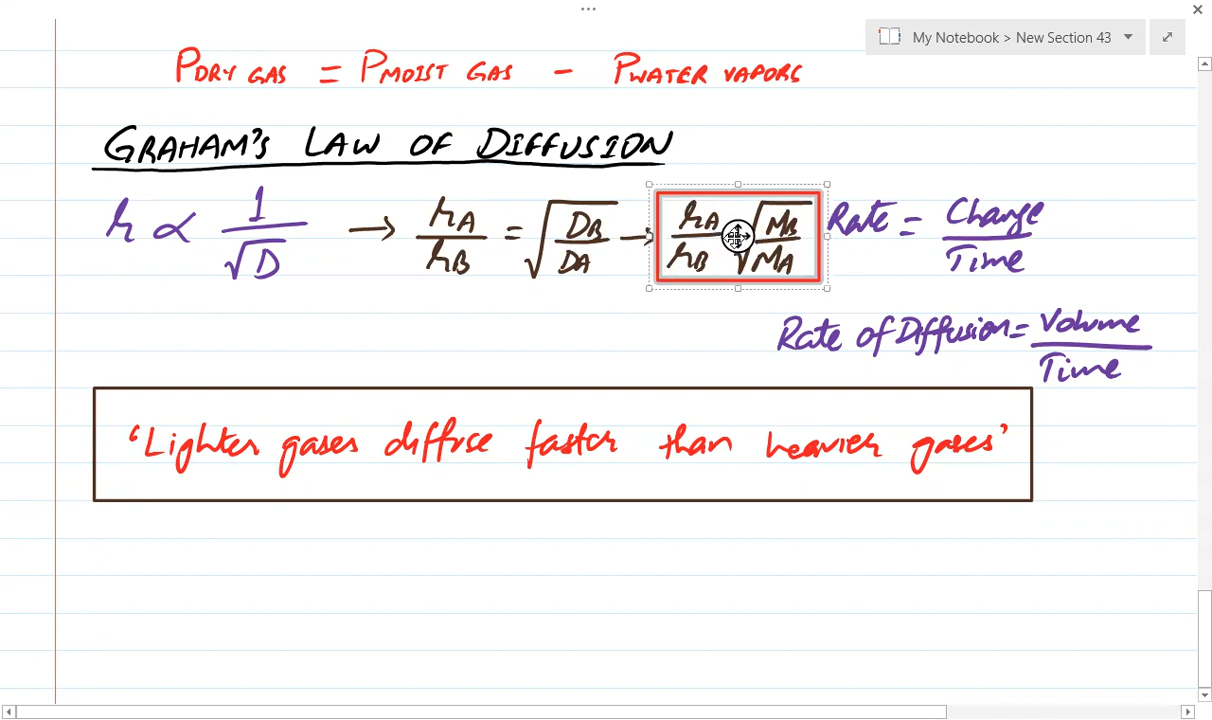 My Notebook > New Section 43
PDRY GAS = PMOIST GAS - PWATER VAPORS
GRAHAM'S LAW OF DIFFUSION
r ∝ 1/√D → rA/rB = √(DB/DA) → rA/rB √(MB/MA) Rate = Change/Time
Rate of Diffusion = Volume/Time
'Lighter gases diffuse faster than heavier gases'